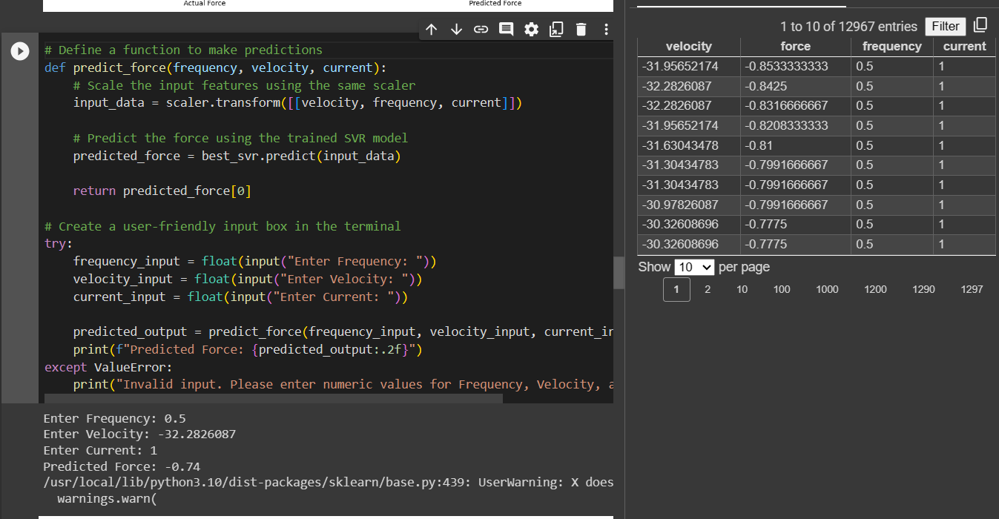 Actual Force
Predicted Force
# Define a function to make predictions
def predict_force(frequency, velocity, current):
# Scale the input features using the same scaler
input_data = scaler.transform([[velocity, frequency, current]])
# Predict the force using the trained SVR model
predicted_force = best_svr.predict(input_data)
return predicted_force[0]
# Create a user-friendly input box in the terminal
try:
frequency_input = float(input("Enter Frequency: "))
velocity_input = float(input("Enter Velocity: "))
current_input = float(input("Enter Current: "))
predicted_output = predict_force(frequency_input, velocity_input, current_in
print(f"Predicted Force: {predicted_output:.2f}")
except ValueError:
print("Invalid input. Please enter numeric values for Frequency, Velocity, a
Enter Frequency: 0.5
Enter Velocity: -32.2826087
Enter Current: 1
Predicted Force: -0.74
/usr/local/lib/python3.10/dist-packages/sklearn/base.py:439: UserWarning: X does
warnings.warn(
1 to 10 of 12967 entries Filter
velocity force frequency current
-31.95652174 -0.8533333333 0.5 1
-32.2826087 -0.8425 0.5 1
-32.2826087 -0.8316666667 0.5 1
-31.95652174 -0.8208333333 0.5 1
-31.63043478 -0.81 0.5 1
-31.30434783 -0.7991666667 0.5 1
-31.30434783 -0.7991666667 0.5 1
-30.97826087 -0.7991666667 0.5 1
-30.32608696 -0.7775 0.5 1
-30.32608696 -0.7775 0.5 1
Show 10 per page
1 2 10 100 1000 1200 1290 1297